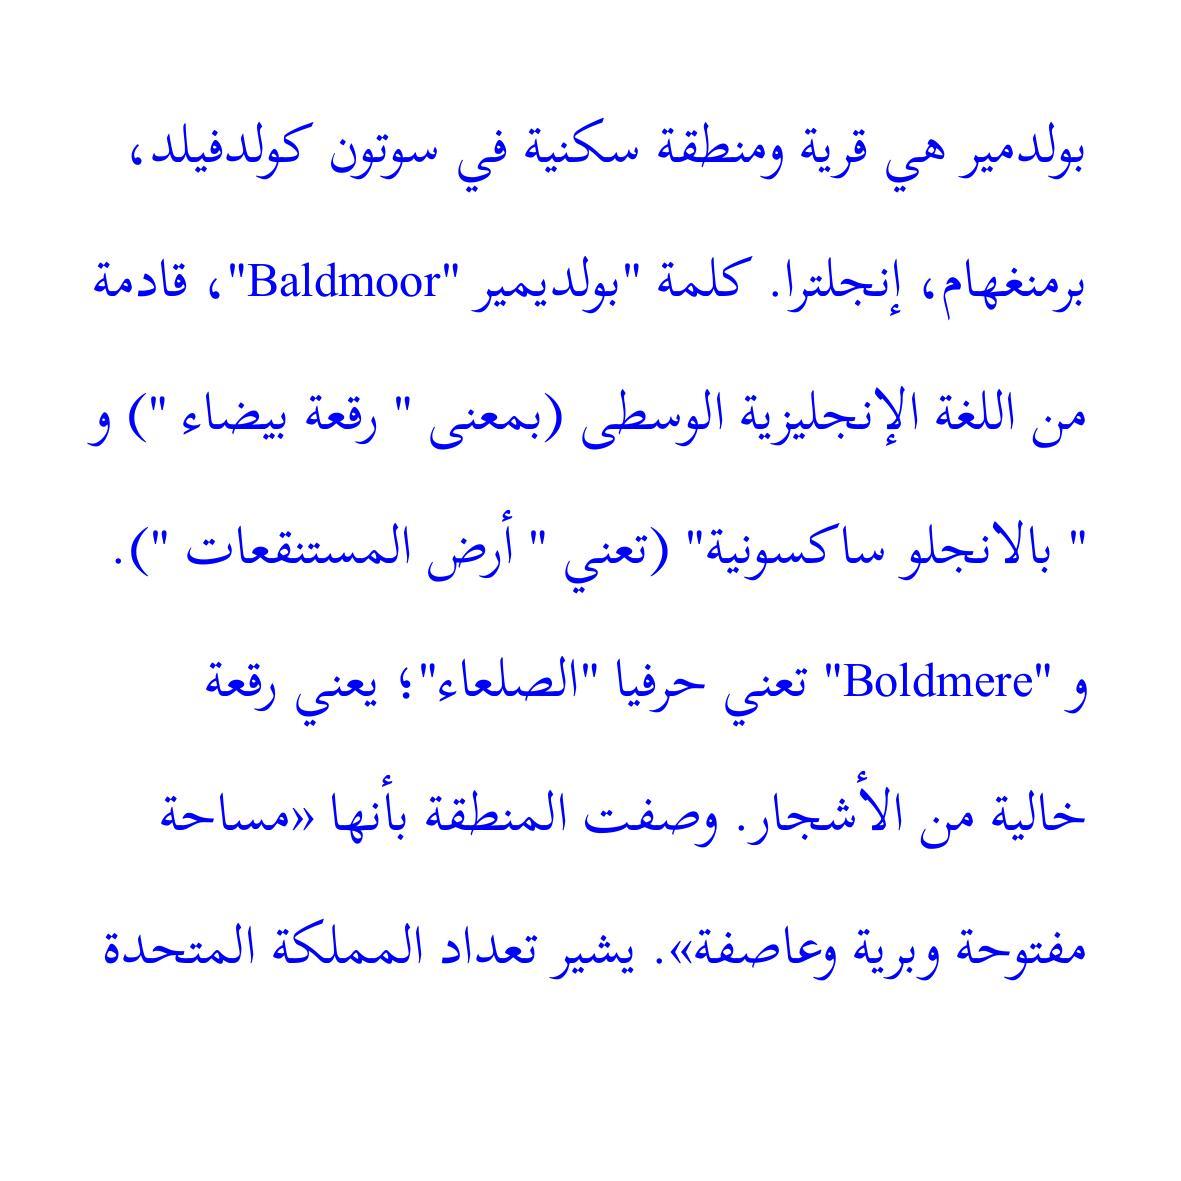 بولدمير هي قرية ومنطقة سكنية في سوتون كولدفيلد،
برمنغهام، إنجلترا. كلمة "بولديمير "Baldmoor"، قادمة
من اللغة الإنجليزية الوسطى (بمعنى " رقعة بيضاء ") و
" بالانجلو ساكسونية" (تعني " أرض المستنقعات ").
و "Boldmere" تعني حرفيا "الصلعاء"؛ يعني رقعة
خالية من الأشجار. وصفت المنطقة بأنها «مساحة
مفتوحة وبرية وعاصفة». يشير تعداد المملكة المتحدة